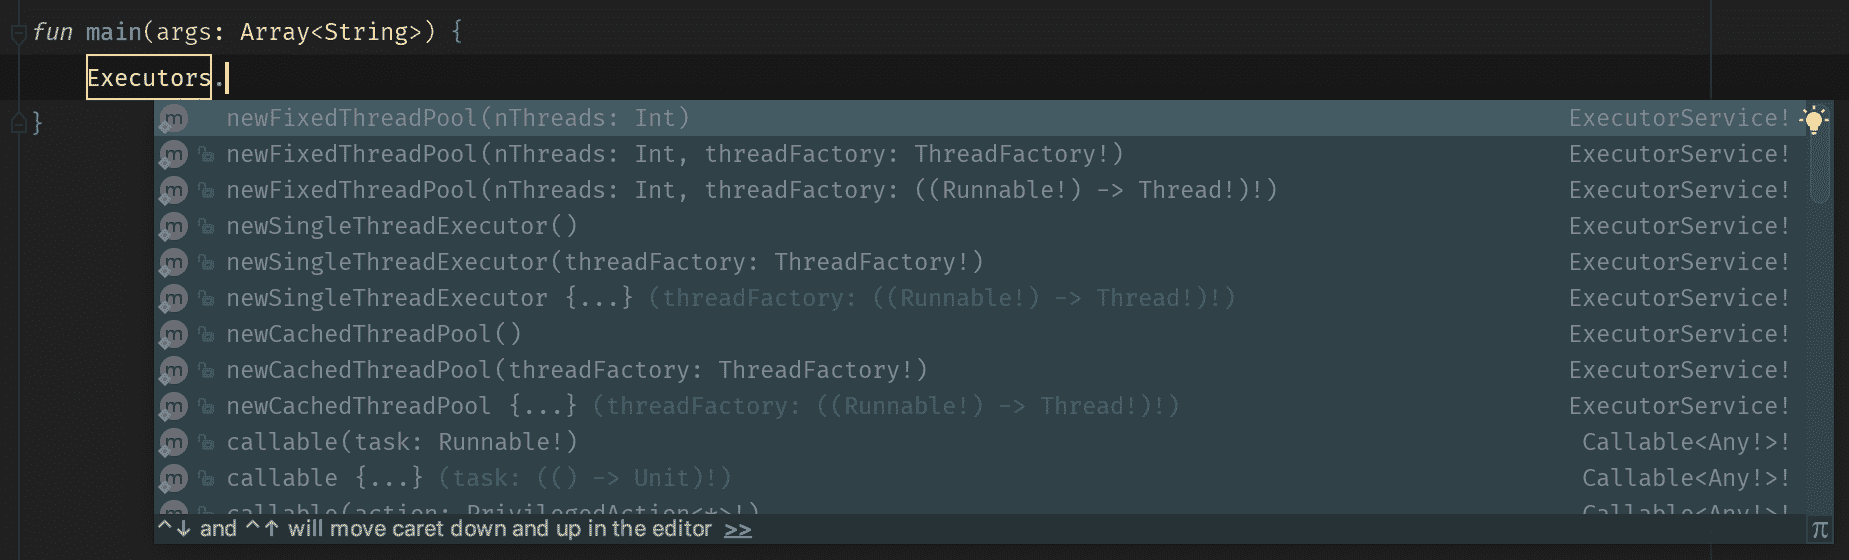 fun main(args: Array<String>) {
Executors.
}
newFixedThreadPool(nThreads: Int) ExecutorService!
newFixedThreadPool(nThreads: Int, threadFactory: ThreadFactory!) ExecutorService!
newFixedThreadPool(nThreads: Int, threadFactory: ((Runnable!) -> Thread!)!) ExecutorService!
newSingleThreadExecutor() ExecutorService!
newSingleThreadExecutor(threadFactory: ThreadFactory!) ExecutorService!
newSingleThreadExecutor {...} (threadFactory: ((Runnable!) -> Thread!)!) ExecutorService!
newCachedThreadPool() ExecutorService!
newCachedThreadPool(threadFactory: ThreadFactory!) ExecutorService!
newCachedThreadPool {...} (threadFactory: ((Runnable!) -> Thread!)!) ExecutorService!
callable(task: Runnable!) Callable<Any!>!
callable {...} (task: (() -> Unit)!) Callable<Any!>!
callable(action: PrivilegedAction<*>!) Callable<Any!>!
^↓ and ^↑ will move caret down and up in the editor >> π